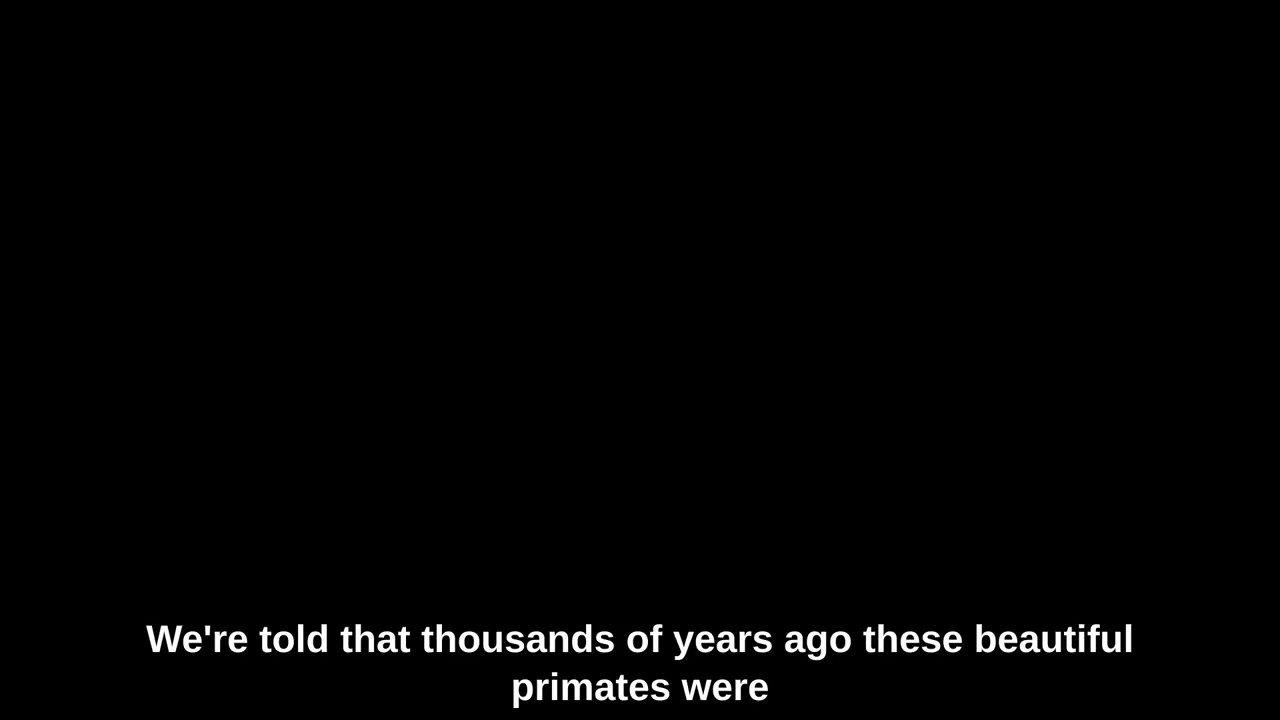 We're told that thousands of years ago these beautiful
primates were